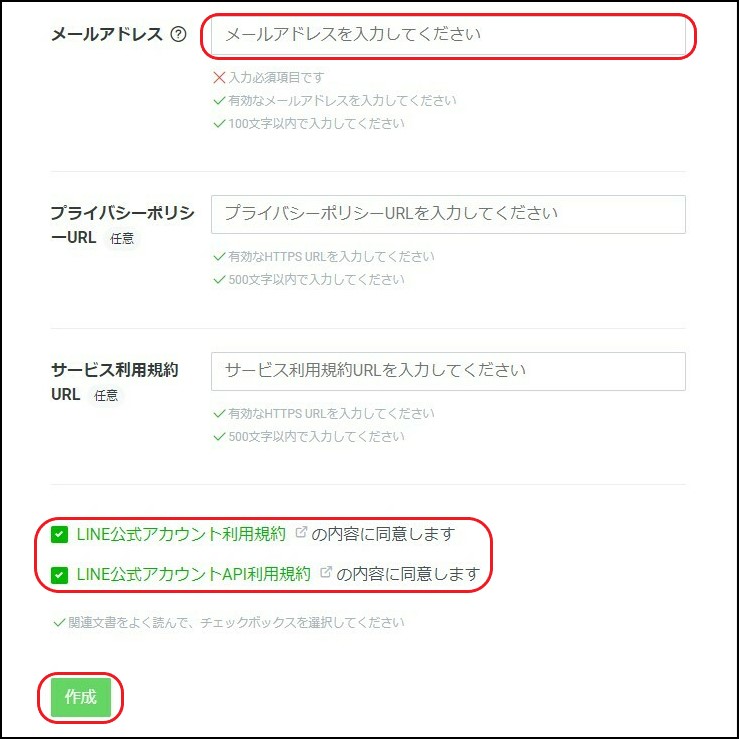 メールアドレス
メールアドレスを入力してください
入力必須項目です
有効なメールアドレスを入力してください
100文字以内で入力してください
プライバシーポリシ
ーURL 任意
プライバシーポリシーURLを入力してください
有効なHTTPS URLを入力してください
500文字以内で入力してください
サービス利用規約
URL 任意
サービス利用規約URLを入力してください
有効なHTTPS URLを入力してください
500文字以内で入力してください
LINE公式アカウント利用規約 の内容に同意します
LINE公式アカウントAPI利用規約 の内容に同意します
関連文書をよく読んで、チェックボックスを選択してください
作成